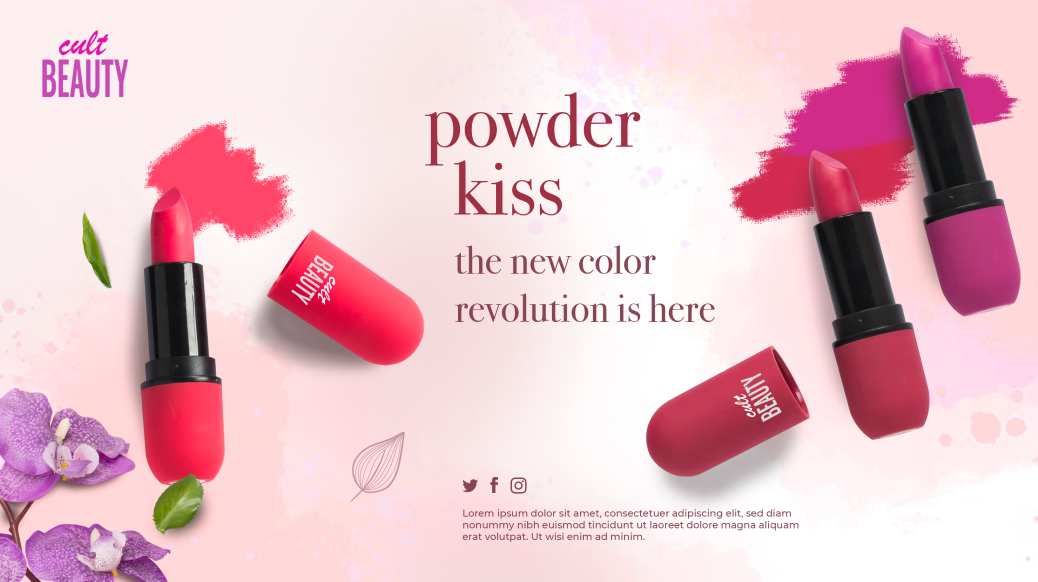 cult
BEAUTY
powder
kiss
the new color
revolution is here
cult
BEAUTY
cult
BEAUTY
Lorem ipsum dolor sit amet, consectetuer adipiscing elit, sed diam
nonummy nibh euismod tincidunt ut laoreet dolore magna aliquam
erat volutpat. Ut wisi enim ad minim.